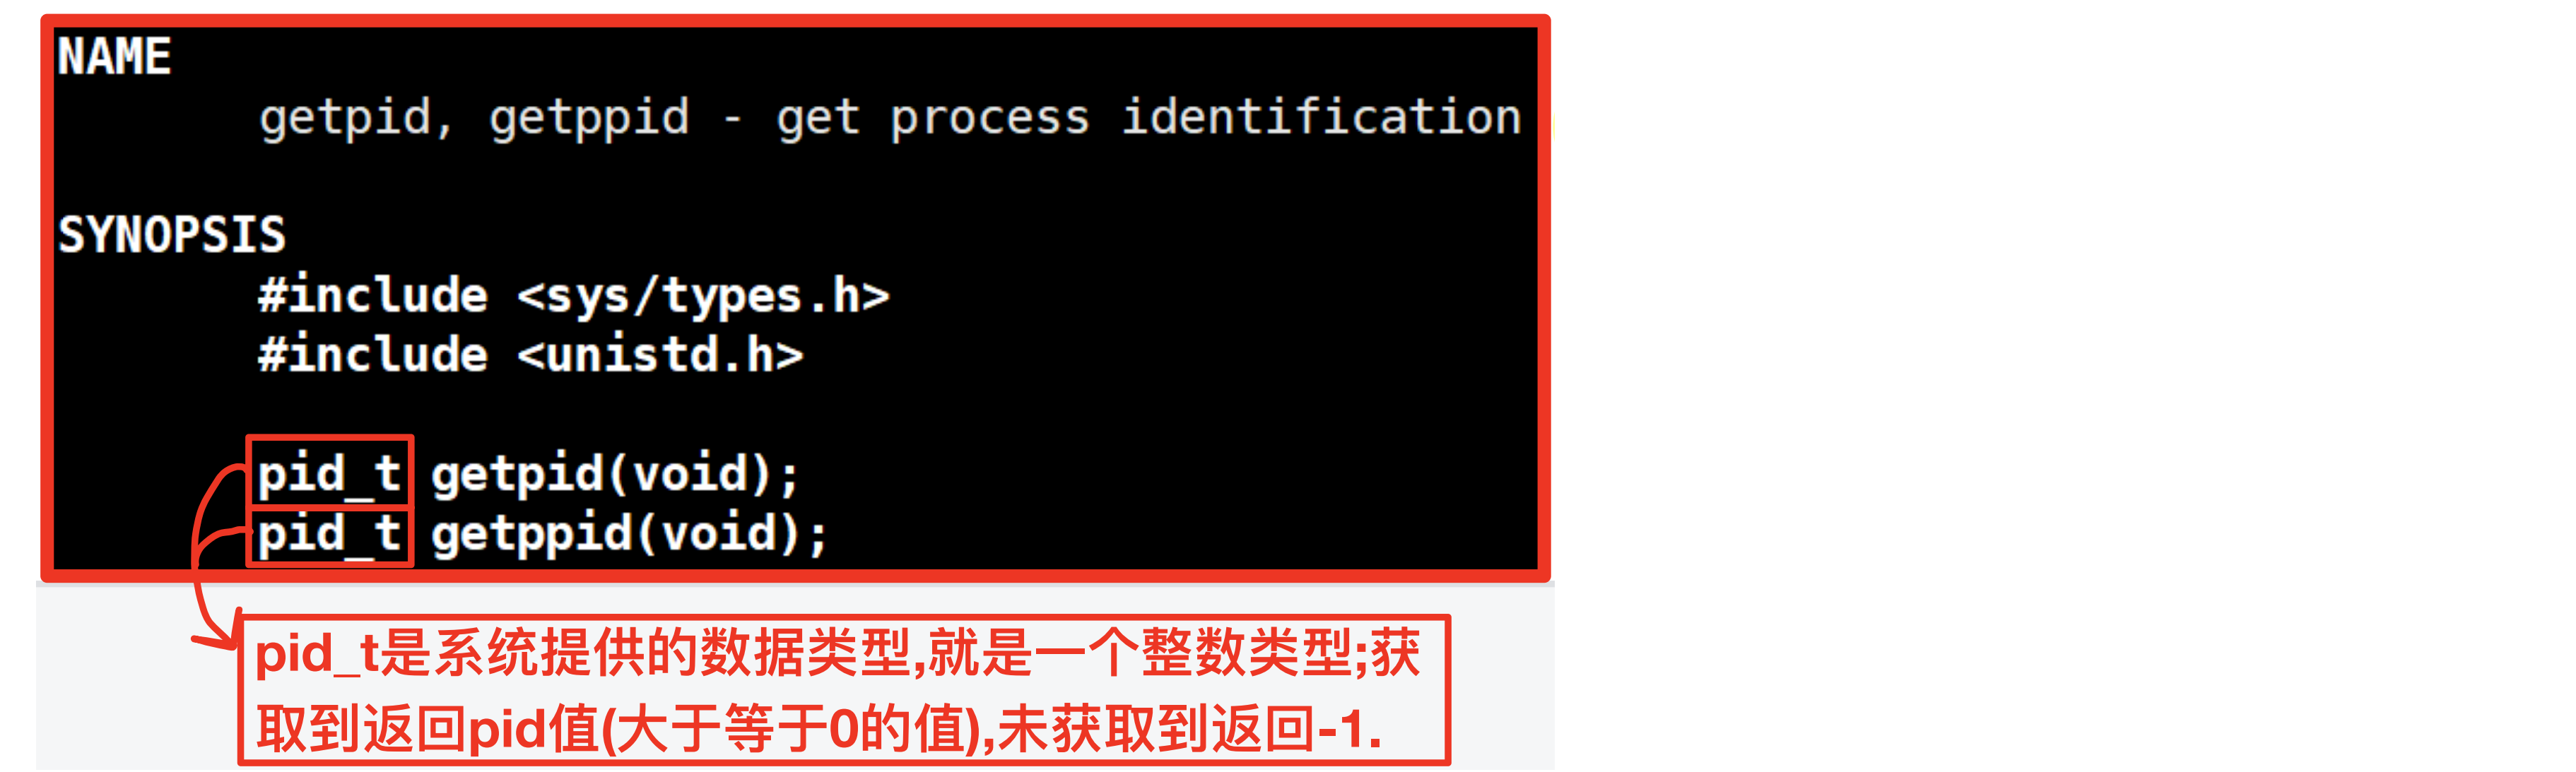 NAME
getpid, getppid - get process identification
SYNOPSIS
#include <sys/types.h>
#include <unistd.h>
pid_t getpid(void);
pid_t getppid(void);
pid_t是系统提供的数据类型,就是一个整数类型;获
取到返回pid值(大于等于0的值),未获取到返回-1.